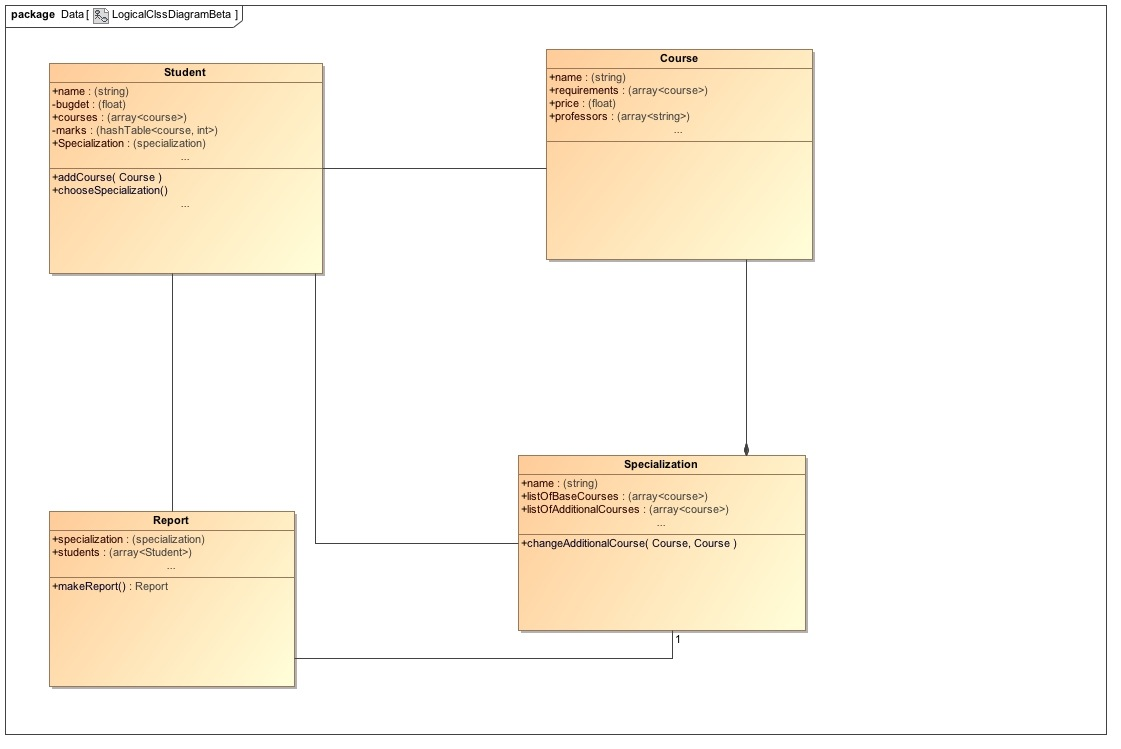 package Data [ LogicalClssDiagramBeta ]
Student
+name : (string)
-bugdet : (float)
+courses : (array<course>)
-marks : (hashTable<course, int>)
+Specialization : (specialization)
...
+addCourse( Course )
+chooseSpecialization()
...
Course
+name : (string)
+requirements : (array<course>)
+price : (float)
+professors : (array<string>)
...
Specialization
+name : (string)
+listOfBaseCourses : (array<course>)
+listOfAdditionalCourses : (array<course>)
...
+changeAdditionalCourse( Course, Course )
1
Report
+specialization : (specialization)
+students : (array<Student>)
...
+makeReport() : Report